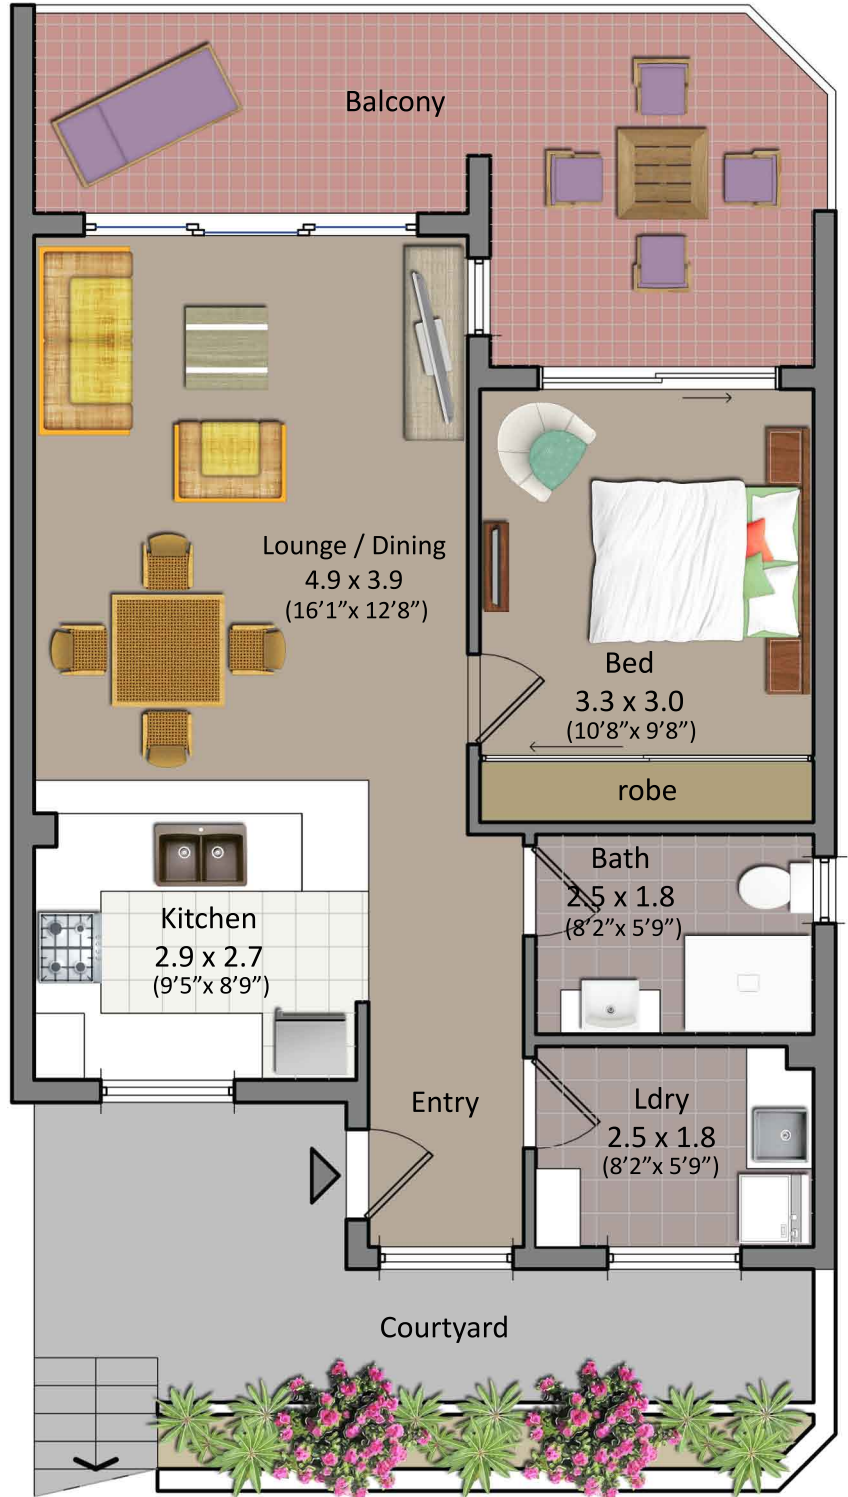 Balcony
Lounge / Dining
4.9 x 3.9
(16’1”x 12’8”)
Bed
3.3 x 3.0
(10’8”x 9’8”)
robe
Bath
2.5 x 1.8
(8’2”x 5’9”)
Kitchen
2.9 x 2.7
(9’5”x 8’9”)
Entry
Ldry
2.5 x 1.8
(8’2”x 5’9”)
Courtyard